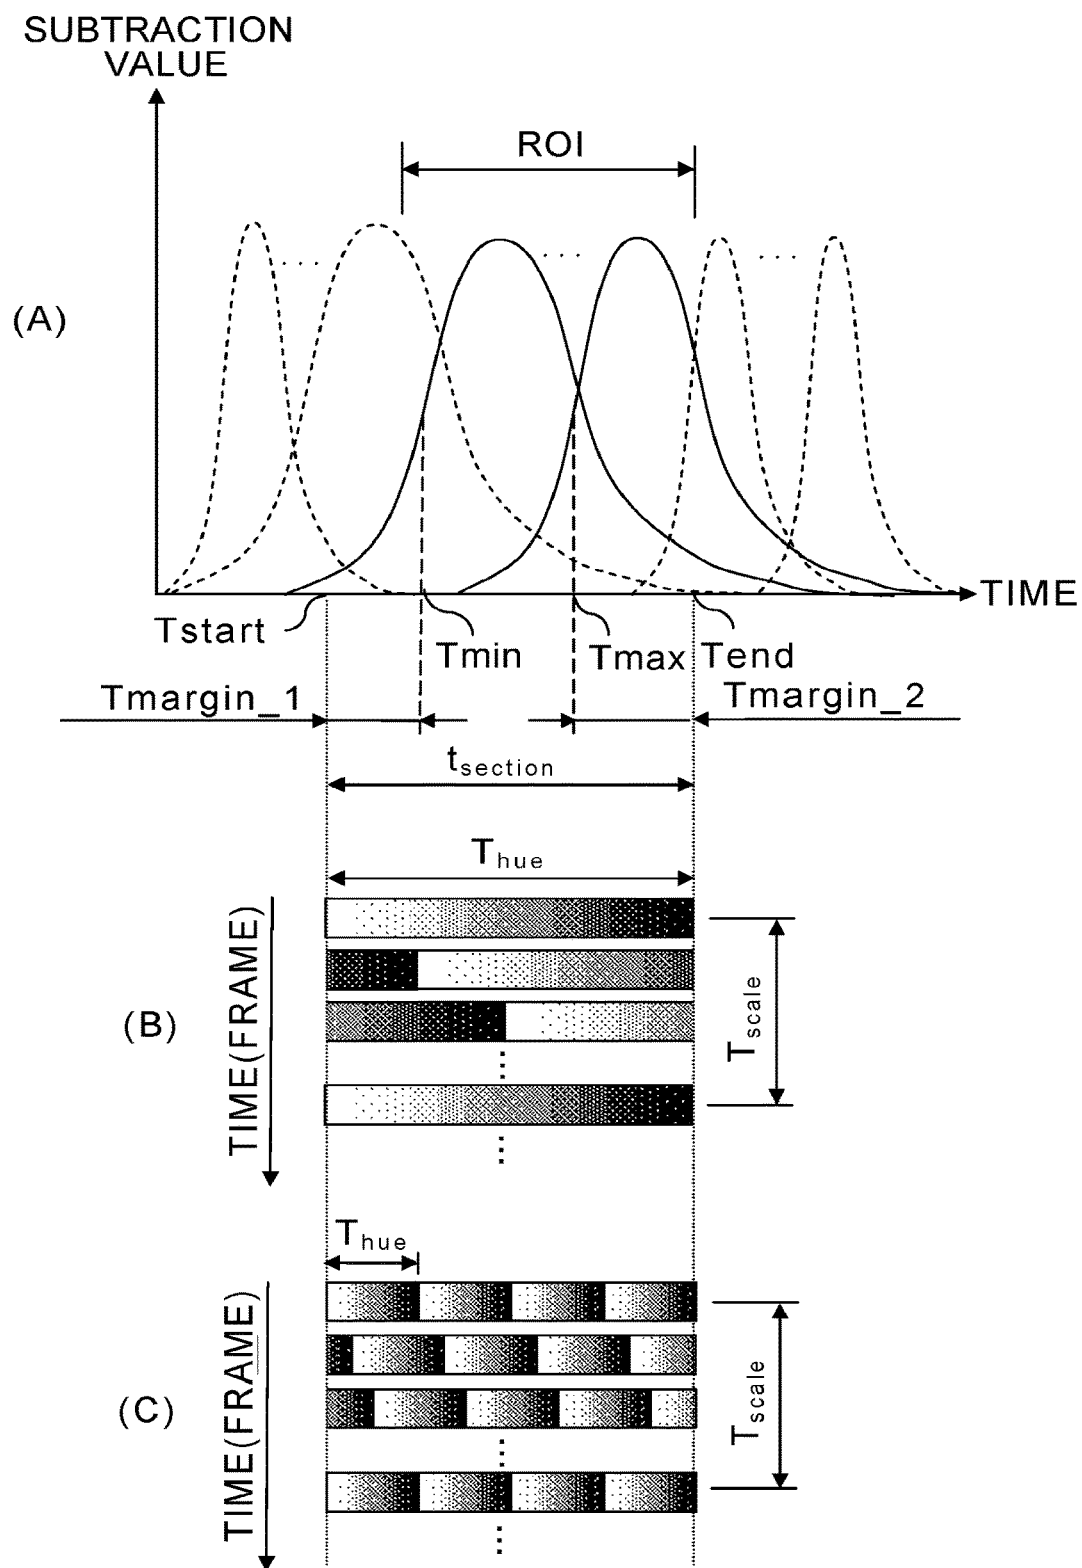 SUBTRACTION
VALUE
ROI
(A)
TIME
Tstart
Tmin
Tmax
Tend
Tmargin_1
Tmargin_2
tsection
Thue
TIME(FRAME)
(B)
Tscale
Thue
TIME(FRAME)
(C)
Tscale